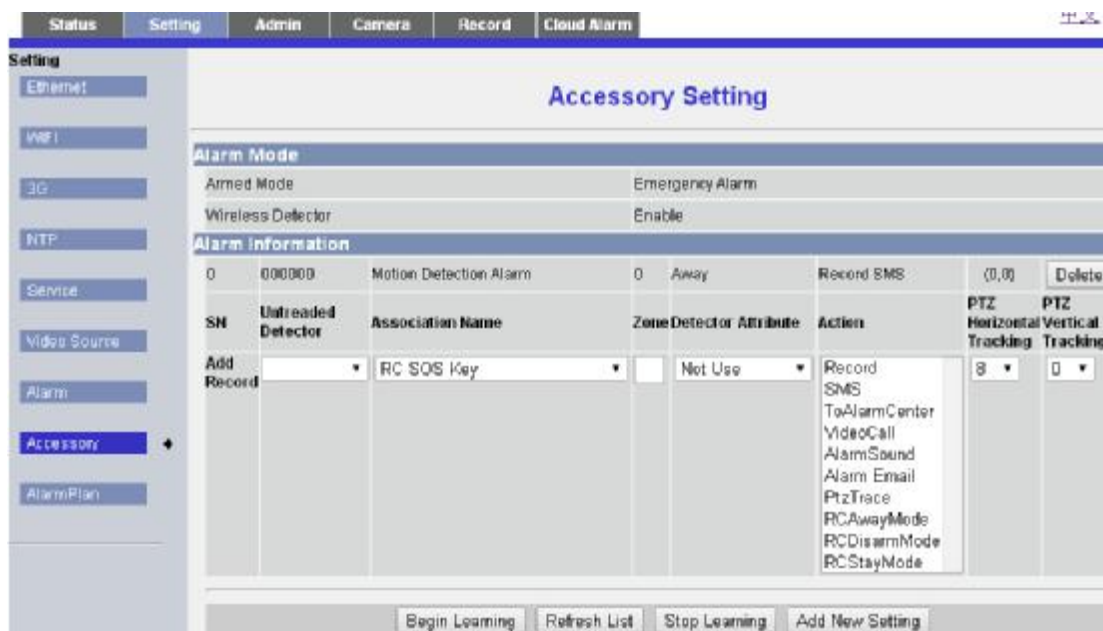 Status Setting Admin Camera Record Cloud Alarm 中文
Setting
Ethernet
WIFI
3G
NTP
Service
Video Source
Alarm
Accessory
AlarmPlan
Accessory Setting
Alarm Mode
Armed Mode Emergency Alarm
Wireless Detector Enable
Alarm Information
0 000000 Motion Detection Alarm 0 Away Record SMS (0,0) Delete
SN Untreaded Detector Association Name Zone Detector Attribute Action PTZ Horizontal Tracking PTZ Vertical Tracking
Add Record RC SOS Key Not Use 8 0
Record
SMS
ToAlarmCenter
VideoCall
AlarmSound
Alarm Email
PtzTrace
RCAwayMode
RCDisarmMode
RCStayMode
Begin Learning Refresh List Stop Learning Add New Setting